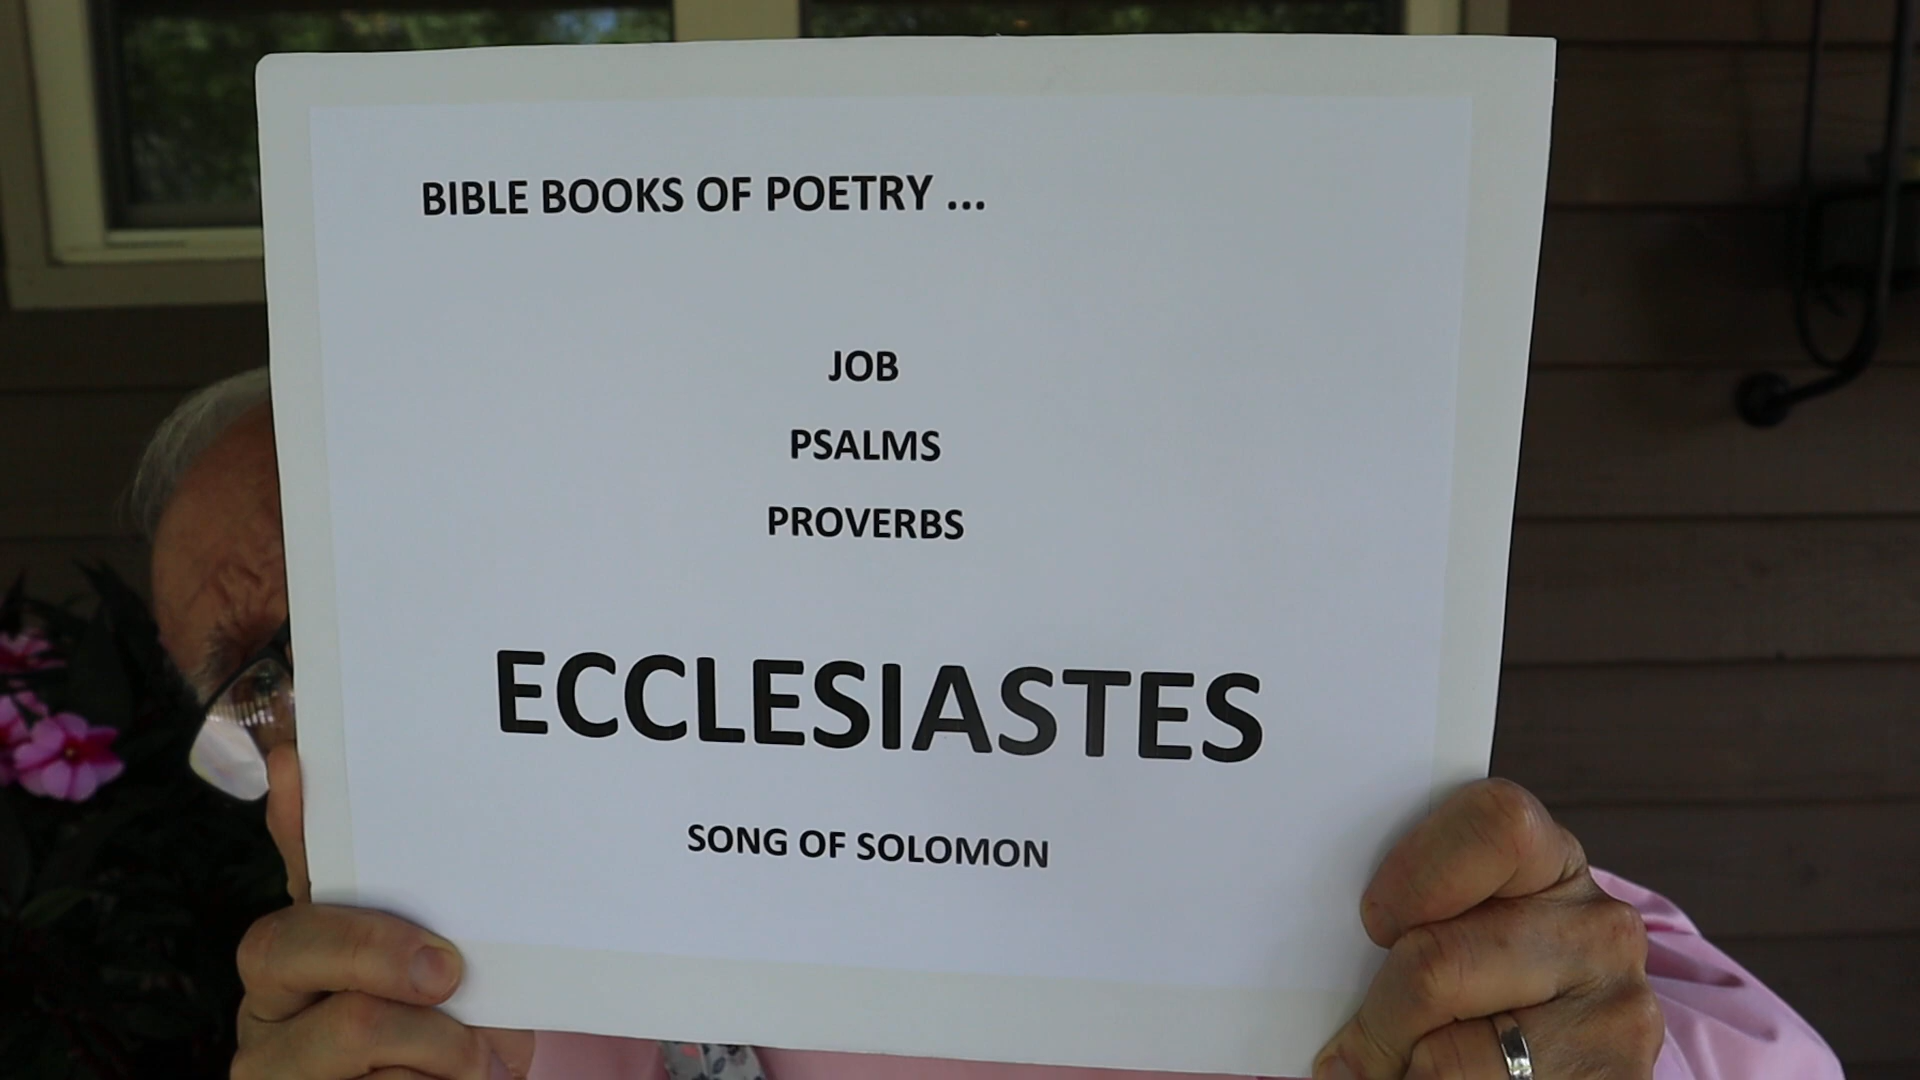 BIBLE BOOKS OF POETRY ...
JOB
PSALMS
PROVERBS
ECCLESIASTES
SONG OF SOLOMON